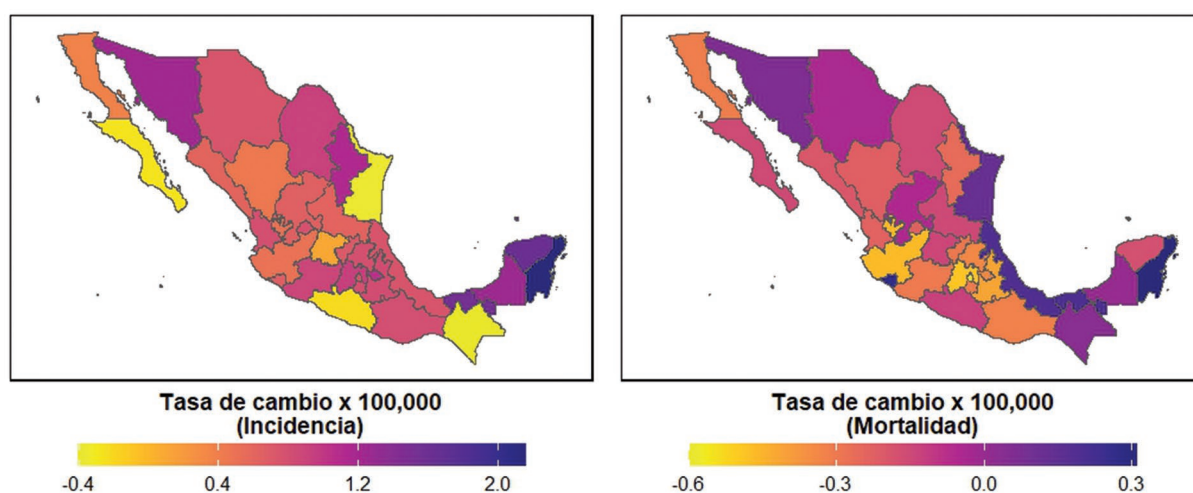 Tasa de cambio x 100,000
(Incidencia)
-0.4 0.4 1.2 2.0
Tasa de cambio x 100,000
(Mortalidad)
-0.6 -0.3 0.0 0.3